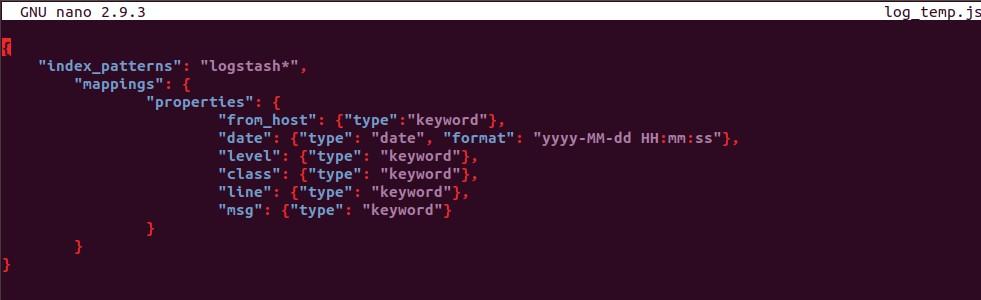 GNU nano 2.9.3 log_temp.js
{
    "index_patterns": "logstash*",
        "mappings": {
                "properties": {
                        "from_host": {"type":"keyword"},
                        "date": {"type": "date", "format": "yyyy-MM-dd HH:mm:ss"},
                        "level": {"type": "keyword"},
                        "class": {"type": "keyword"},
                        "line": {"type": "keyword"},
                        "msg": {"type": "keyword"}
                }
        }
}